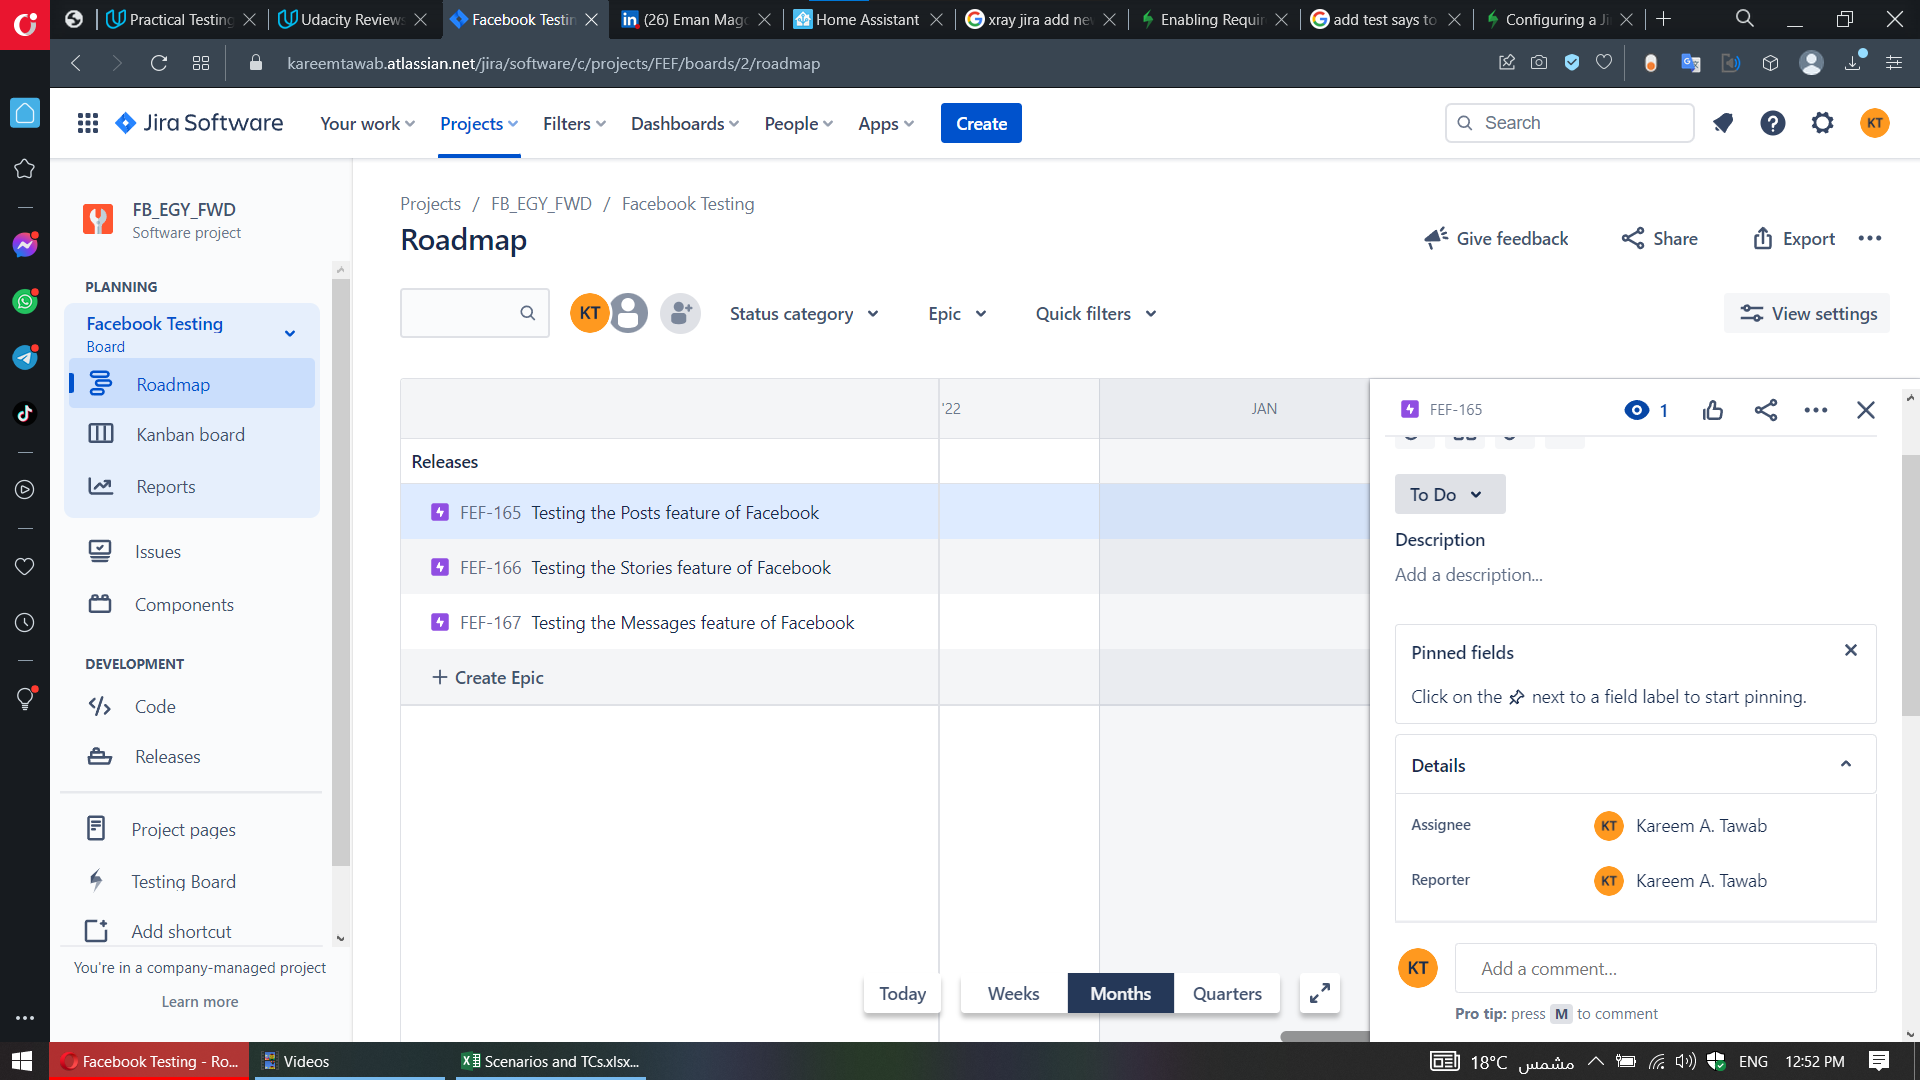 Practical Testing
Udacity Reviews
Facebook Testin
(26) Eman Mag
Home Assistant
xray jira add ne
Enabling Requi
add test says to
Configuring a Ji
kareemtawab.atlassian.net/jira/software/c/projects/FEF/boards/2/roadmap
Jira Software
Your work
Projects
Filters
Dashboards
People
Apps
Create
Search
KT
FB_EGY_FWD
Software project
PLANNING
Facebook Testing
Board
Roadmap
Kanban board
Reports
Issues
Components
DEVELOPMENT
Code
Releases
Project pages
Testing Board
Add shortcut
You're in a company-managed project
Learn more
Projects / FB_EGY_FWD / Facebook Testing
Roadmap
Give feedback
Share
Export
KT
Status category
Epic
Quick filters
View settings
'22
JAN
Releases
FEF-165 Testing the Posts feature of Facebook
FEF-166 Testing the Stories feature of Facebook
FEF-167 Testing the Messages feature of Facebook
+ Create Epic
Today
Weeks
Months
Quarters
FEF-165
1
To Do
Description
Add a description...
Pinned fields
Click on the next to a field label to start pinning.
Details
Assignee
KT Kareem A. Tawab
Reporter
KT Kareem A. Tawab
KT
Add a comment...
Pro tip: press M to comment
Facebook Testing - Ro...
Videos
Scenarios and TCs.xlsx...
18°C مشمس
ENG
12:52 PM